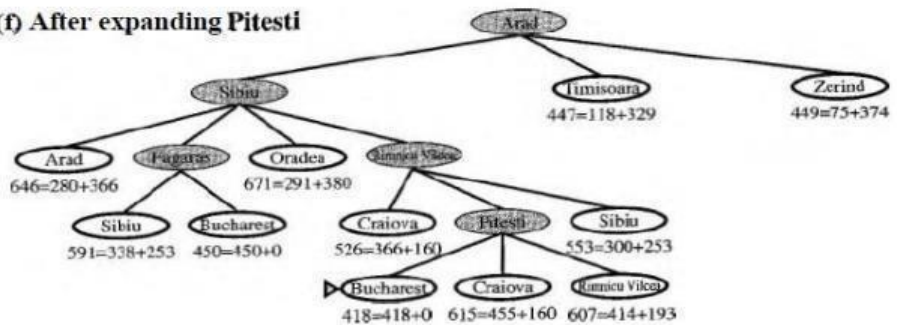 (f) After expanding Pitesti
Arad
Sibiu
Timisoara
Zerind
447=118+329
449=75+374
Arad
Fagaras
Oradea
Rimnicu Vilcea
646=280+366
671=291+380
Sibiu
Bucharest
Craiova
Pitesti
Sibiu
591=338+253
450=450+0
526=366+160
553=300+253
Bucharest
Craiova
Rimnicu Vilcea
418=418+0
615=455+160
607=414+193